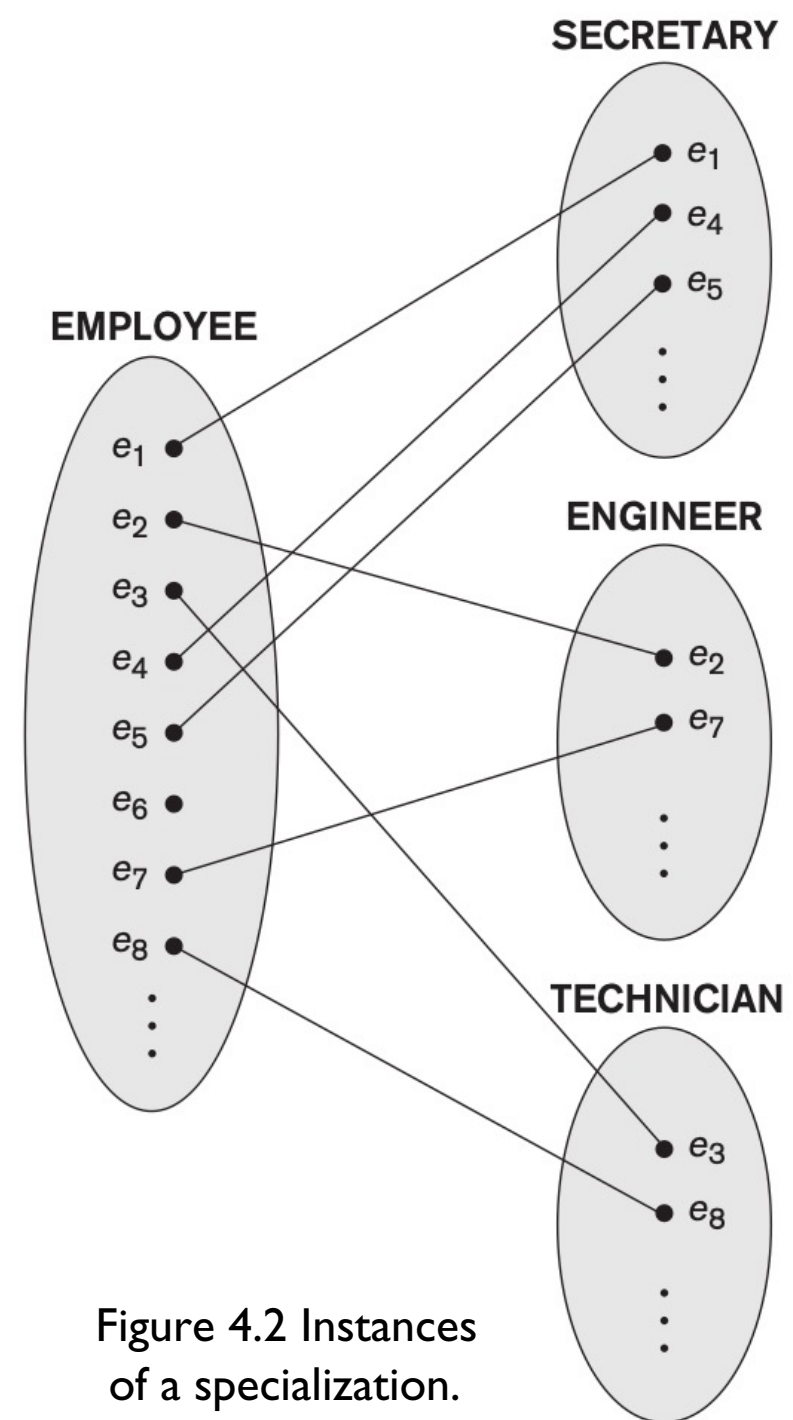 SECRETARY
e1
e4
e5
EMPLOYEE
e1
e2
e3
e4
e5
e6
e7
e8
ENGINEER
e2
e7
TECHNICIAN
e3
e8
Figure 4.2 Instances
of a specialization.